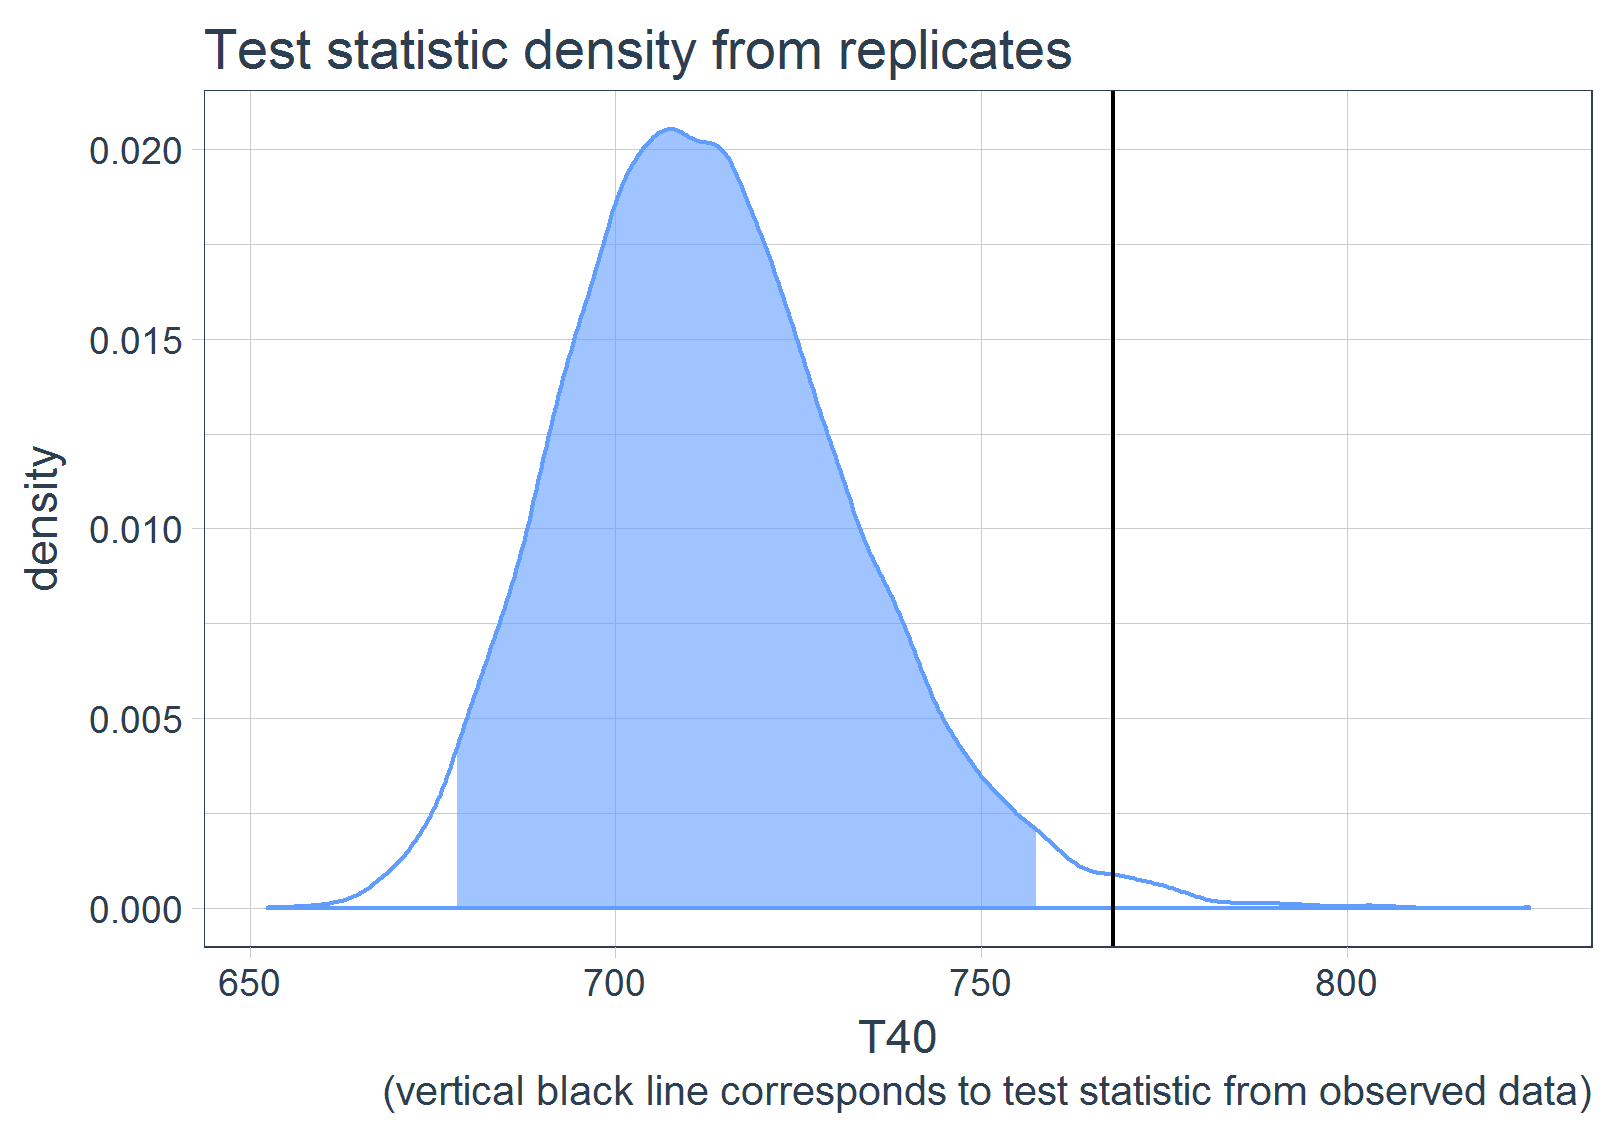 Test statistic density from replicates
0.020
0.015
0.010
0.005
0.000
density
650 700 750 800
T40
(vertical black line corresponds to test statistic from observed data)